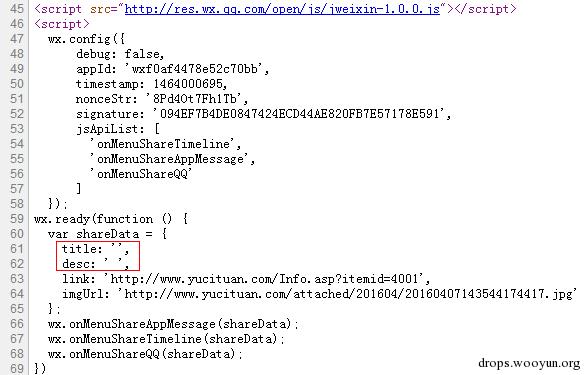 45 <script src="http://res.wx.qq.com/open/js/jweixin-1.0.0.js"></script>
46 <script>
47 wx.config({
48 debug: false,
49 appId: 'wxf0af4478e52c70bb',
50 timestamp: 1464000695,
51 nonceStr: '8Pd40t7Fh1Tb',
52 signature: '094EF7B4DE0847424ECD44AE820FB7E57178E591',
53 jsApiList: [
54 'onMenuShareTimeline',
55 'onMenuShareAppMessage',
56 'onMenuShareQQ'
57 ]
58 });
59 wx.ready(function () {
60 var shareData = {
61 title: '',
62 desc: ' ',
63 link: 'http://www.yucituan.com/Info.asp?itemid=4001',
64 imgUrl: 'http://www.yucituan.com/attached/201604/20160407143544174417.jpg'
65 };
66 wx.onMenuShareAppMessage(shareData);
67 wx.onMenuShareTimeline(shareData);
68 wx.onMenuShareQQ(shareData);
69 })
drops.wooyun.org